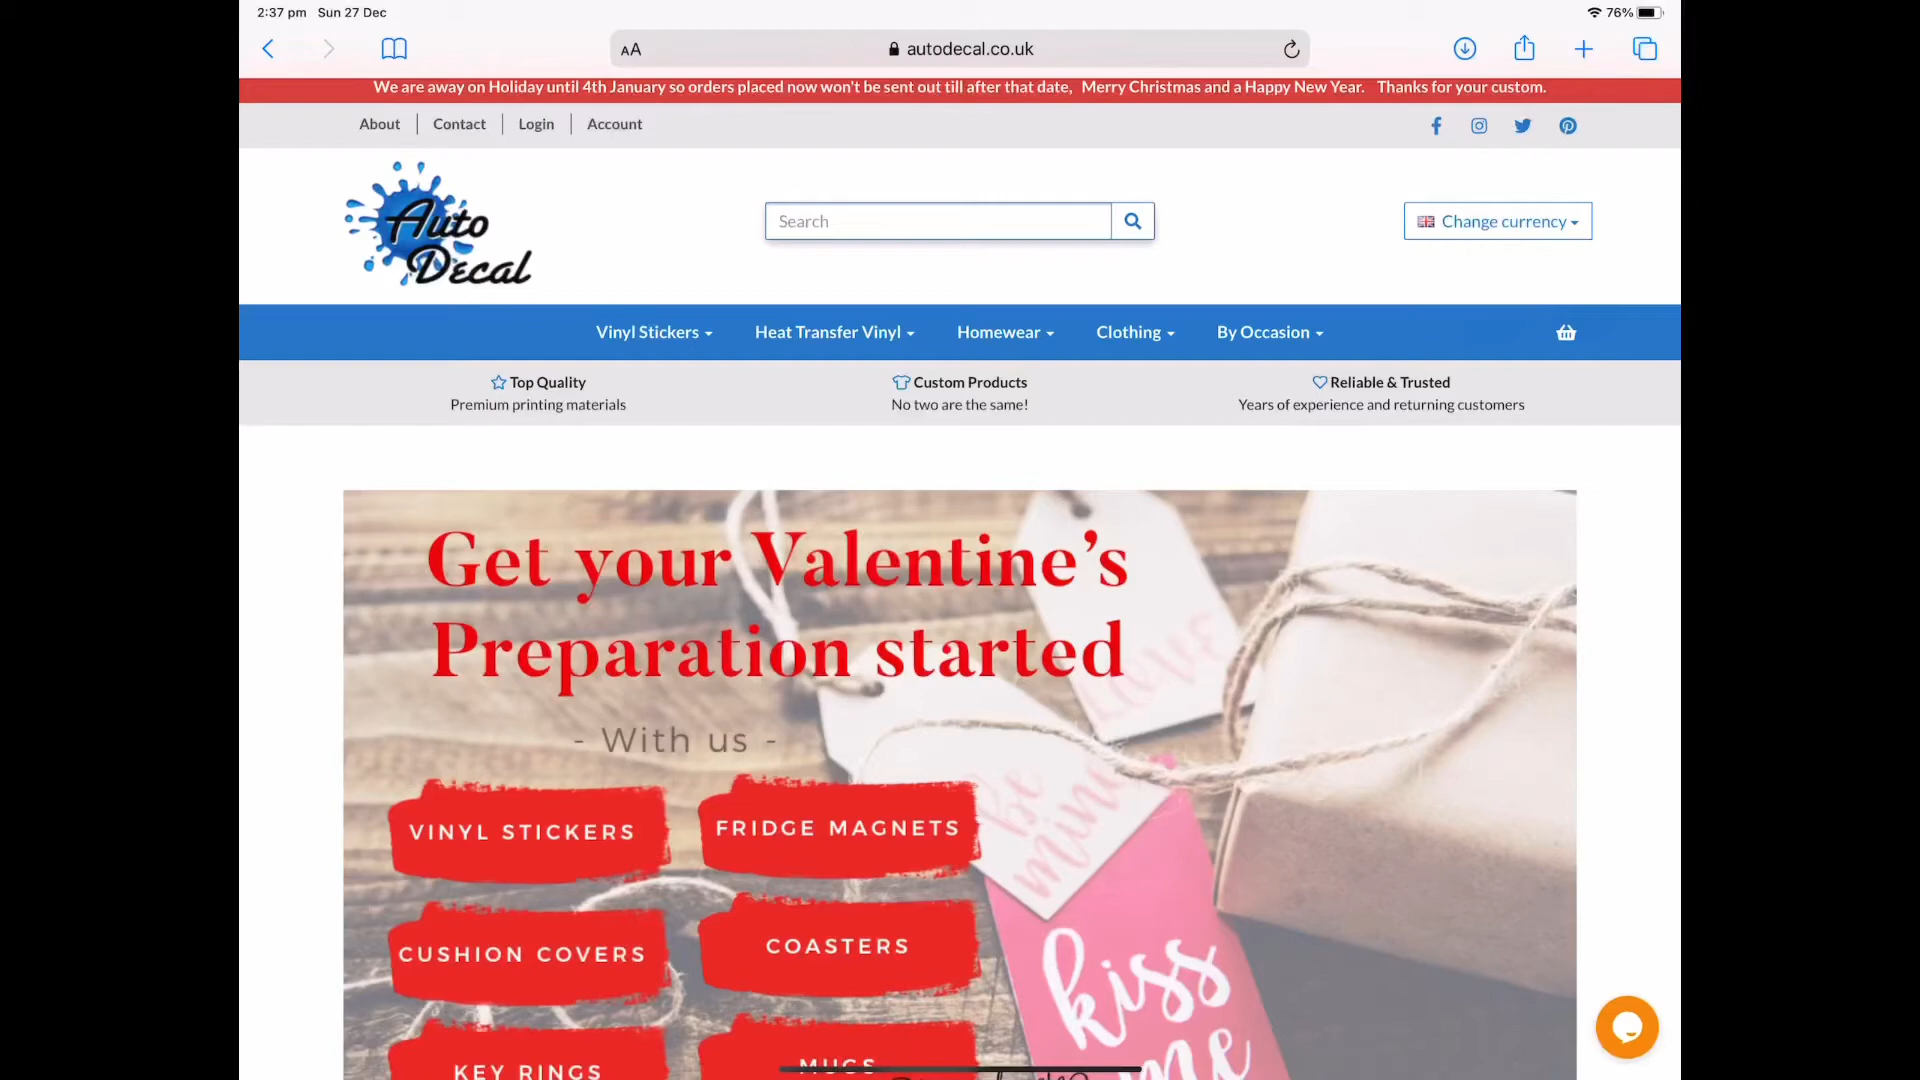 2:37 pm Sun 27 Dec
76%
AA
autodecal.co.uk
We are away on Holiday until 4th January so orders placed now won't be sent out till after that date, Merry Christmas and a Happy New Year. Thanks for your custom.
About
Contact
Login
Account
Auto
Decal
Search
Change currency
Vinyl Stickers
Heat Transfer Vinyl
Homewear
Clothing
By Occasion
Top Quality
Premium printing materials
Custom Products
No two are the same!
Reliable & Trusted
Years of experience and returning customers
Get your Valentine's
Preparation started
- With us -
VINYL STICKERS
FRIDGE MAGNETS
CUSHION COVERS
COASTERS
KEY RINGS
MUGS
Love
be
mine
kiss
me